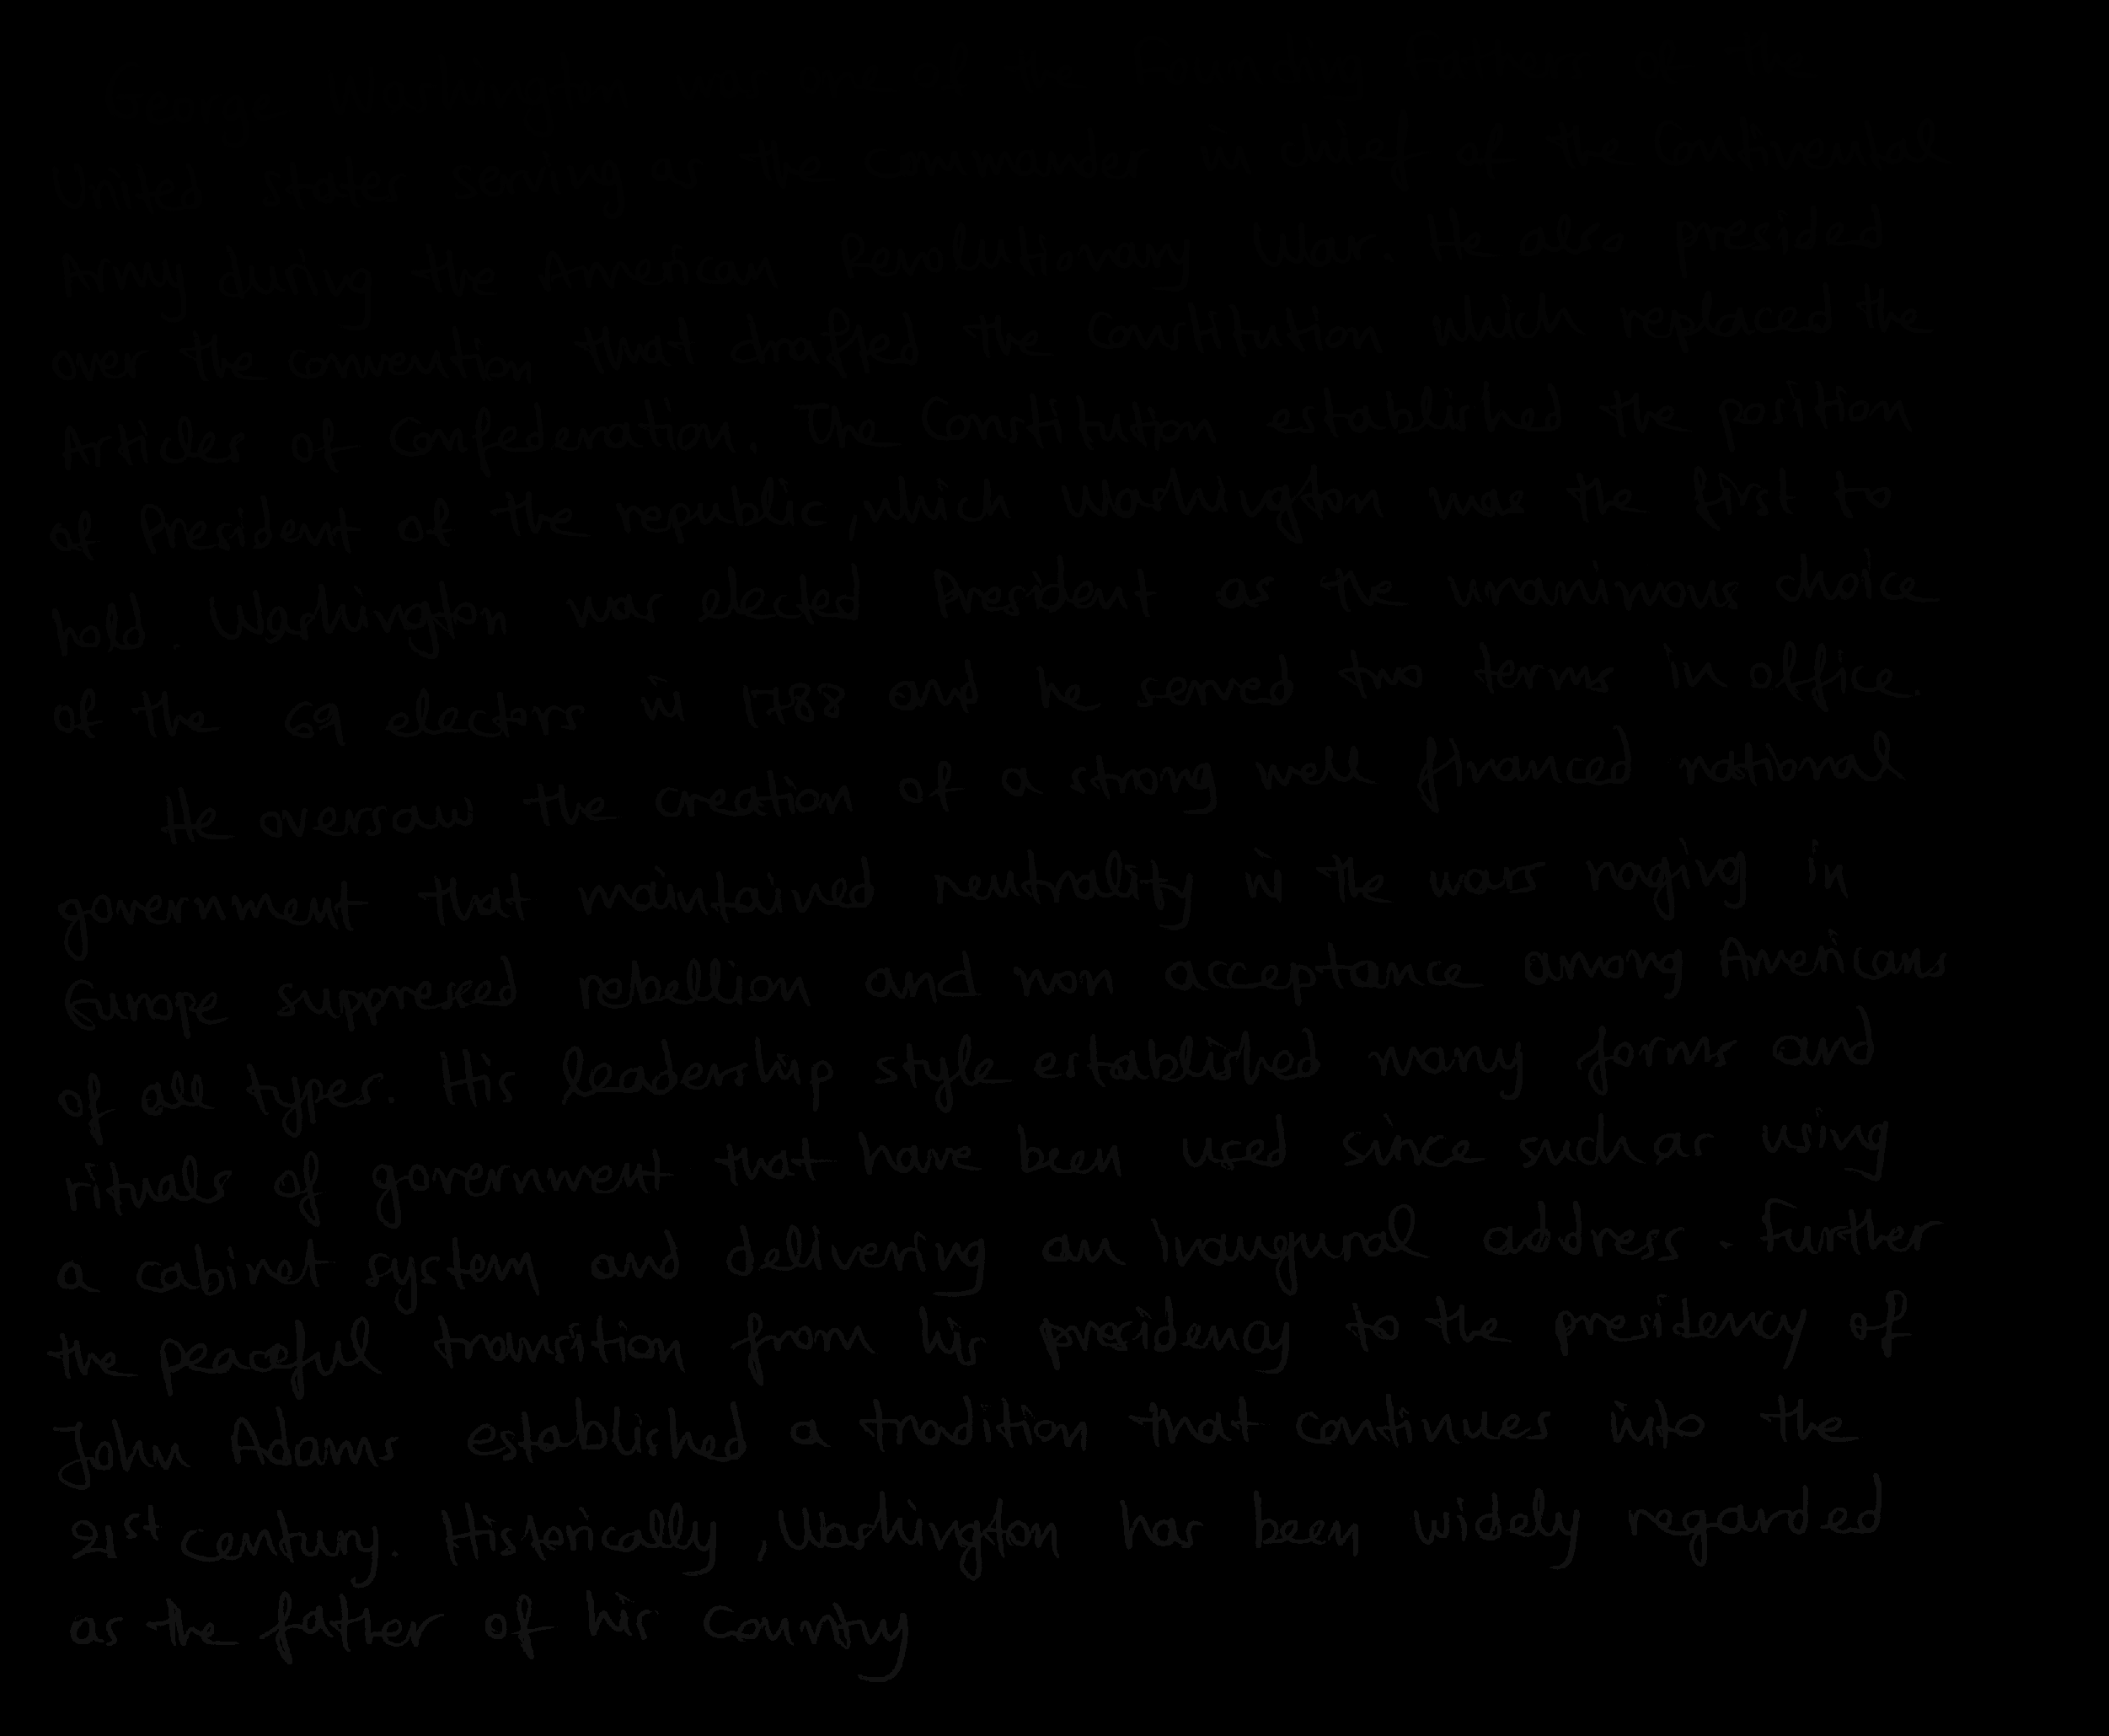 George Washington was one of the Founding Fathers of the
United States serving as the commander in chief of the Continental
Army during the American Revolutionary War. He also presided
over the convention that drafted the Constitution which replaced the
Articles of Confederation. The Constitution established the position
of President of the republic, which Washington was the first to
hold. Washington was elected President as the unanimous choice
of the 69 electors in 1788 and he served two terms in office.
He oversaw the creation of a strong well financed national
government that maintained neutrality in the wars raging in
Europe suppressed rebellion and won acceptance among Americans
of all types. His leadership style established many forms and
rituals of government that have been used since such as using
a cabinet system and delivering an inaugural address. Further
the peaceful transition from his presidency to the presidency of
John Adams established a tradition that continues into the
21st century. Historically, Washington has been widely regarded
as the father of his country